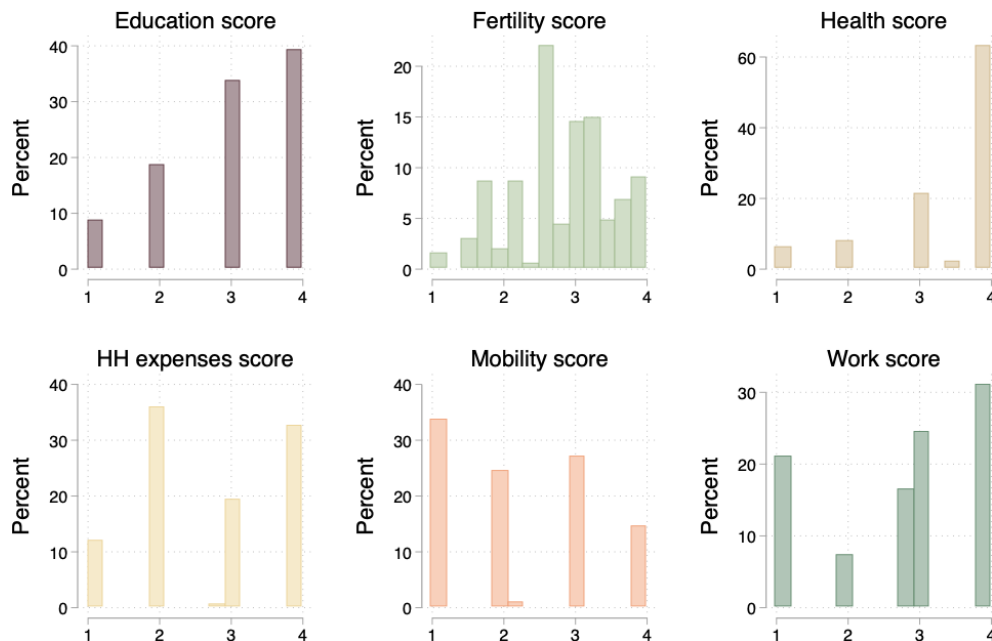 Education score
Percent
40
30
20
10
0
1 2 3 4
Fertility score
Percent
20
15
10
5
0
1 2 3 4
Health score
Percent
60
40
20
0
1 2 3 4
HH expenses score
Percent
40
30
20
10
0
1 2 3 4
Mobility score
Percent
40
30
20
10
0
1 2 3 4
Work score
Percent
30
20
10
0
1 2 3 4